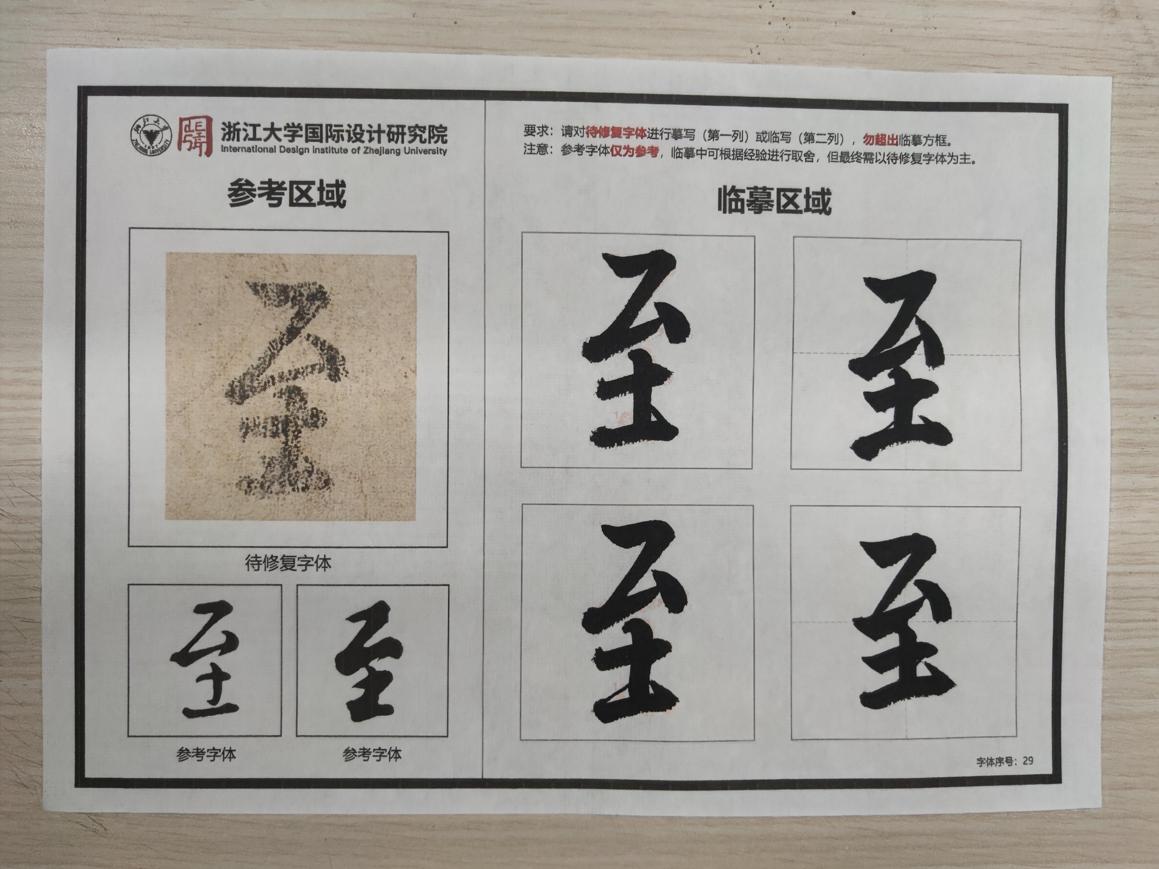 浙江大学国际设计研究院
International Design Institute of Zhejiang University
参考区域
至
待修复字体
至
至
参考字体
参考字体
要求：请对待修复字体进行摹写（第一列）或临写（第二列），勿超出临摹方框。
注意：参考字体仅为参考，临摹中可根据经验进行取舍，但最终需以待修复字体为主。
临摹区域
至
至
至
至
字体序号：29